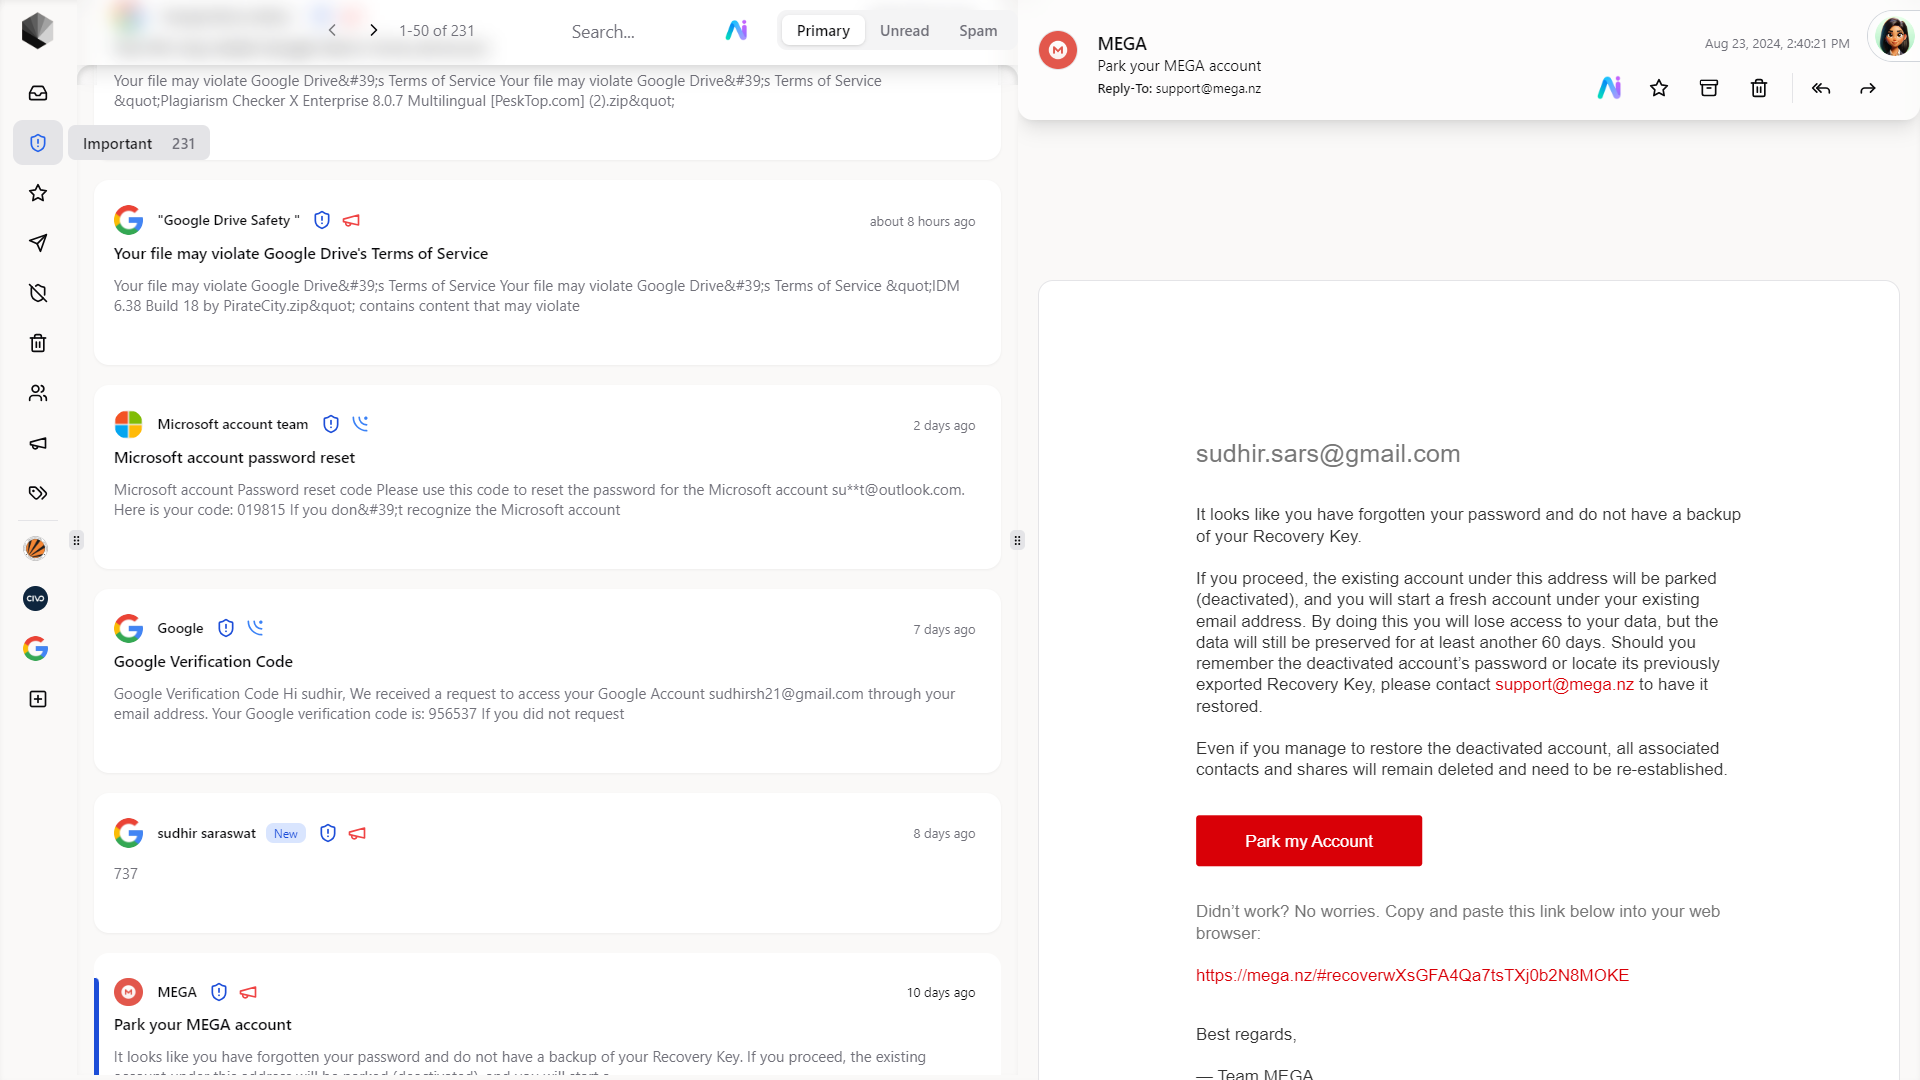 1-50 of 231
Search...
Primary
Unread
Spam
Your file may violate Google Drive&#39;s Terms of Service Your file may violate Google Drive&#39;s Terms of Service
&quot;Plagiarism Checker X Enterprise 8.0.7 Multilingual [PeskTop.com] (2).zip&quot;
Important 231
"Google Drive Safety "
about 8 hours ago
Your file may violate Google Drive's Terms of Service
Your file may violate Google Drive&#39;s Terms of Service Your file may violate Google Drive&#39;s Terms of Service &quot;IDM
6.38 Build 18 by PirateCity.zip&quot; contains content that may violate
Microsoft account team
2 days ago
Microsoft account password reset
Microsoft account Password reset code Please use this code to reset the password for the Microsoft account su**t@outlook.com.
Here is your code: 019815 If you don&#39;t recognize the Microsoft account
Google
7 days ago
Google Verification Code
Google Verification Code Hi sudhir, We received a request to access your Google Account sudhirsh21@gmail.com through your
email address. Your Google verification code is: 956537 If you did not request
sudhir saraswat
New
8 days ago
737
MEGA
10 days ago
Park your MEGA account
It looks like you have forgotten your password and do not have a backup of your Recovery Key. If you proceed, the existing
account under this address will be parked (deactivated), and you will start a
CIVO
MEGA
Park your MEGA account
Reply-To: support@mega.nz
Aug 23, 2024, 2:40:21 PM
sudhir.sars@gmail.com
It looks like you have forgotten your password and do not have a backup
of your Recovery Key.
If you proceed, the existing account under this address will be parked
(deactivated), and you will start a fresh account under your existing
email address. By doing this you will lose access to your data, but the
data will still be preserved for at least another 60 days. Should you
remember the deactivated account's password or locate its previously
exported Recovery Key, please contact support@mega.nz to have it
restored.
Even if you manage to restore the deactivated account, all associated
contacts and shares will remain deleted and need to be re-established.
Park my Account
Didn't work? No worries. Copy and paste this link below into your web
browser:
https://mega.nz/#recoverwXsGFA4Qa7tsTXj0b2N8MOKE
Best regards,
— Team MEGA